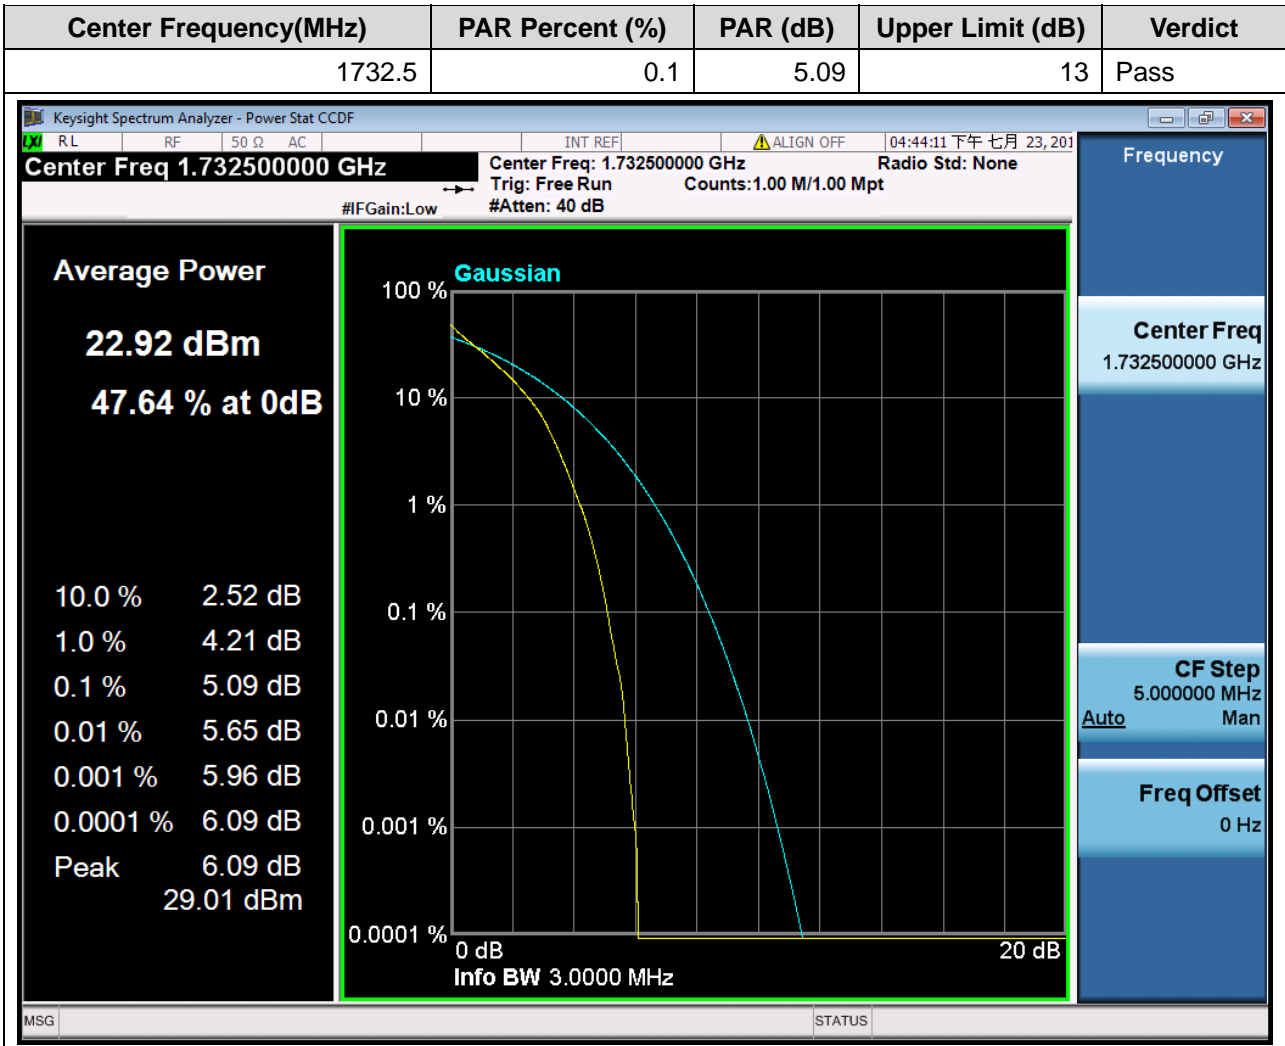 Center Frequency(MHz) PAR Percent (%) PAR (dB) Upper Limit (dB) Verdict
1732.5 0.1 5.09 13 Pass
Keysight Spectrum Analyzer - Power Stat CCDF
LXI RL RF 50 Ω AC INT REF ALIGN OFF 04:44:11 下午 七月 23, 201
Center Freq 1.732500000 GHz
Center Freq: 1.732500000 GHz Radio Std: None
Trig: Free Run Counts:1.00 M/1.00 Mpt
#IFGain:Low #Atten: 40 dB
Average Power
22.92 dBm
47.64 % at 0dB
10.0 % 2.52 dB
1.0 % 4.21 dB
0.1 % 5.09 dB
0.01 % 5.65 dB
0.001 % 5.96 dB
0.0001 % 6.09 dB
Peak 6.09 dB
29.01 dBm
Gaussian
100 %
10 %
1 %
0.1 %
0.01 %
0.001 %
0.0001 %
0 dB 20 dB
Info BW 3.0000 MHz
Frequency
Center Freq
1.732500000 GHz
CF Step
5.000000 MHz
Auto Man
Freq Offset
0 Hz
MSG STATUS